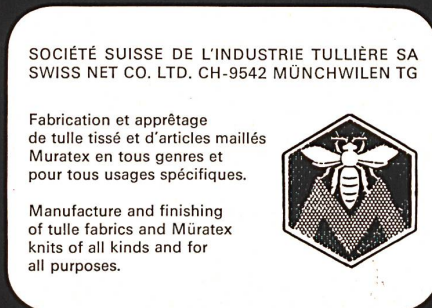 SOCIÉTÉ SUISSE DE L'INDUSTRIE TULLIÈRE SA
SWISS NET CO. LTD. CH-9542 MÜNCHWILEN TG
Fabrication et apprêtage
de tulle tissé et d'articles maillés
Muratex en tous genres et
pour tous usages spécifiques.
Manufacture and finishing
of tulle fabrics and Müratex
knits of all kinds and for
all purposes.